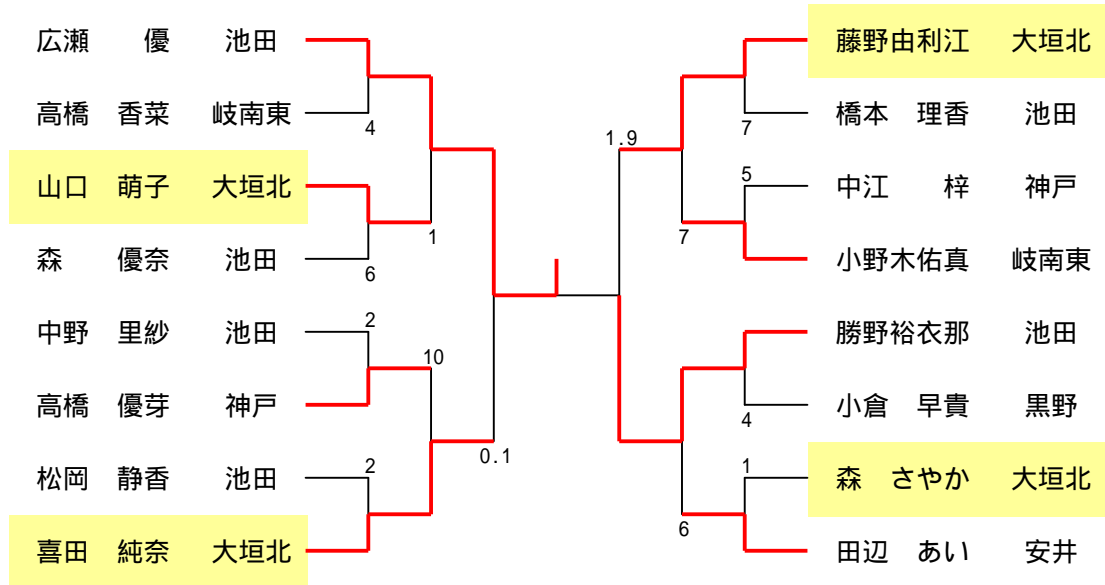 広瀬 優 池田
高橋 香菜 岐南東
4
山口 萌子 大垣北
森 優奈 池田
6
1
中野 里紗 池田
2
高橋 優芽 神戸
10
松岡 静香 池田
2
喜田 純奈 大垣北
0.1
1.9
藤野由利江 大垣北
橋本 理香 池田
7
中江 梓 神戸
5
小野木佑真 岐南東
7
勝野裕衣那 池田
小倉 早貴 黒野
4
森 さやか 大垣北
1
田辺 あい 安井
6